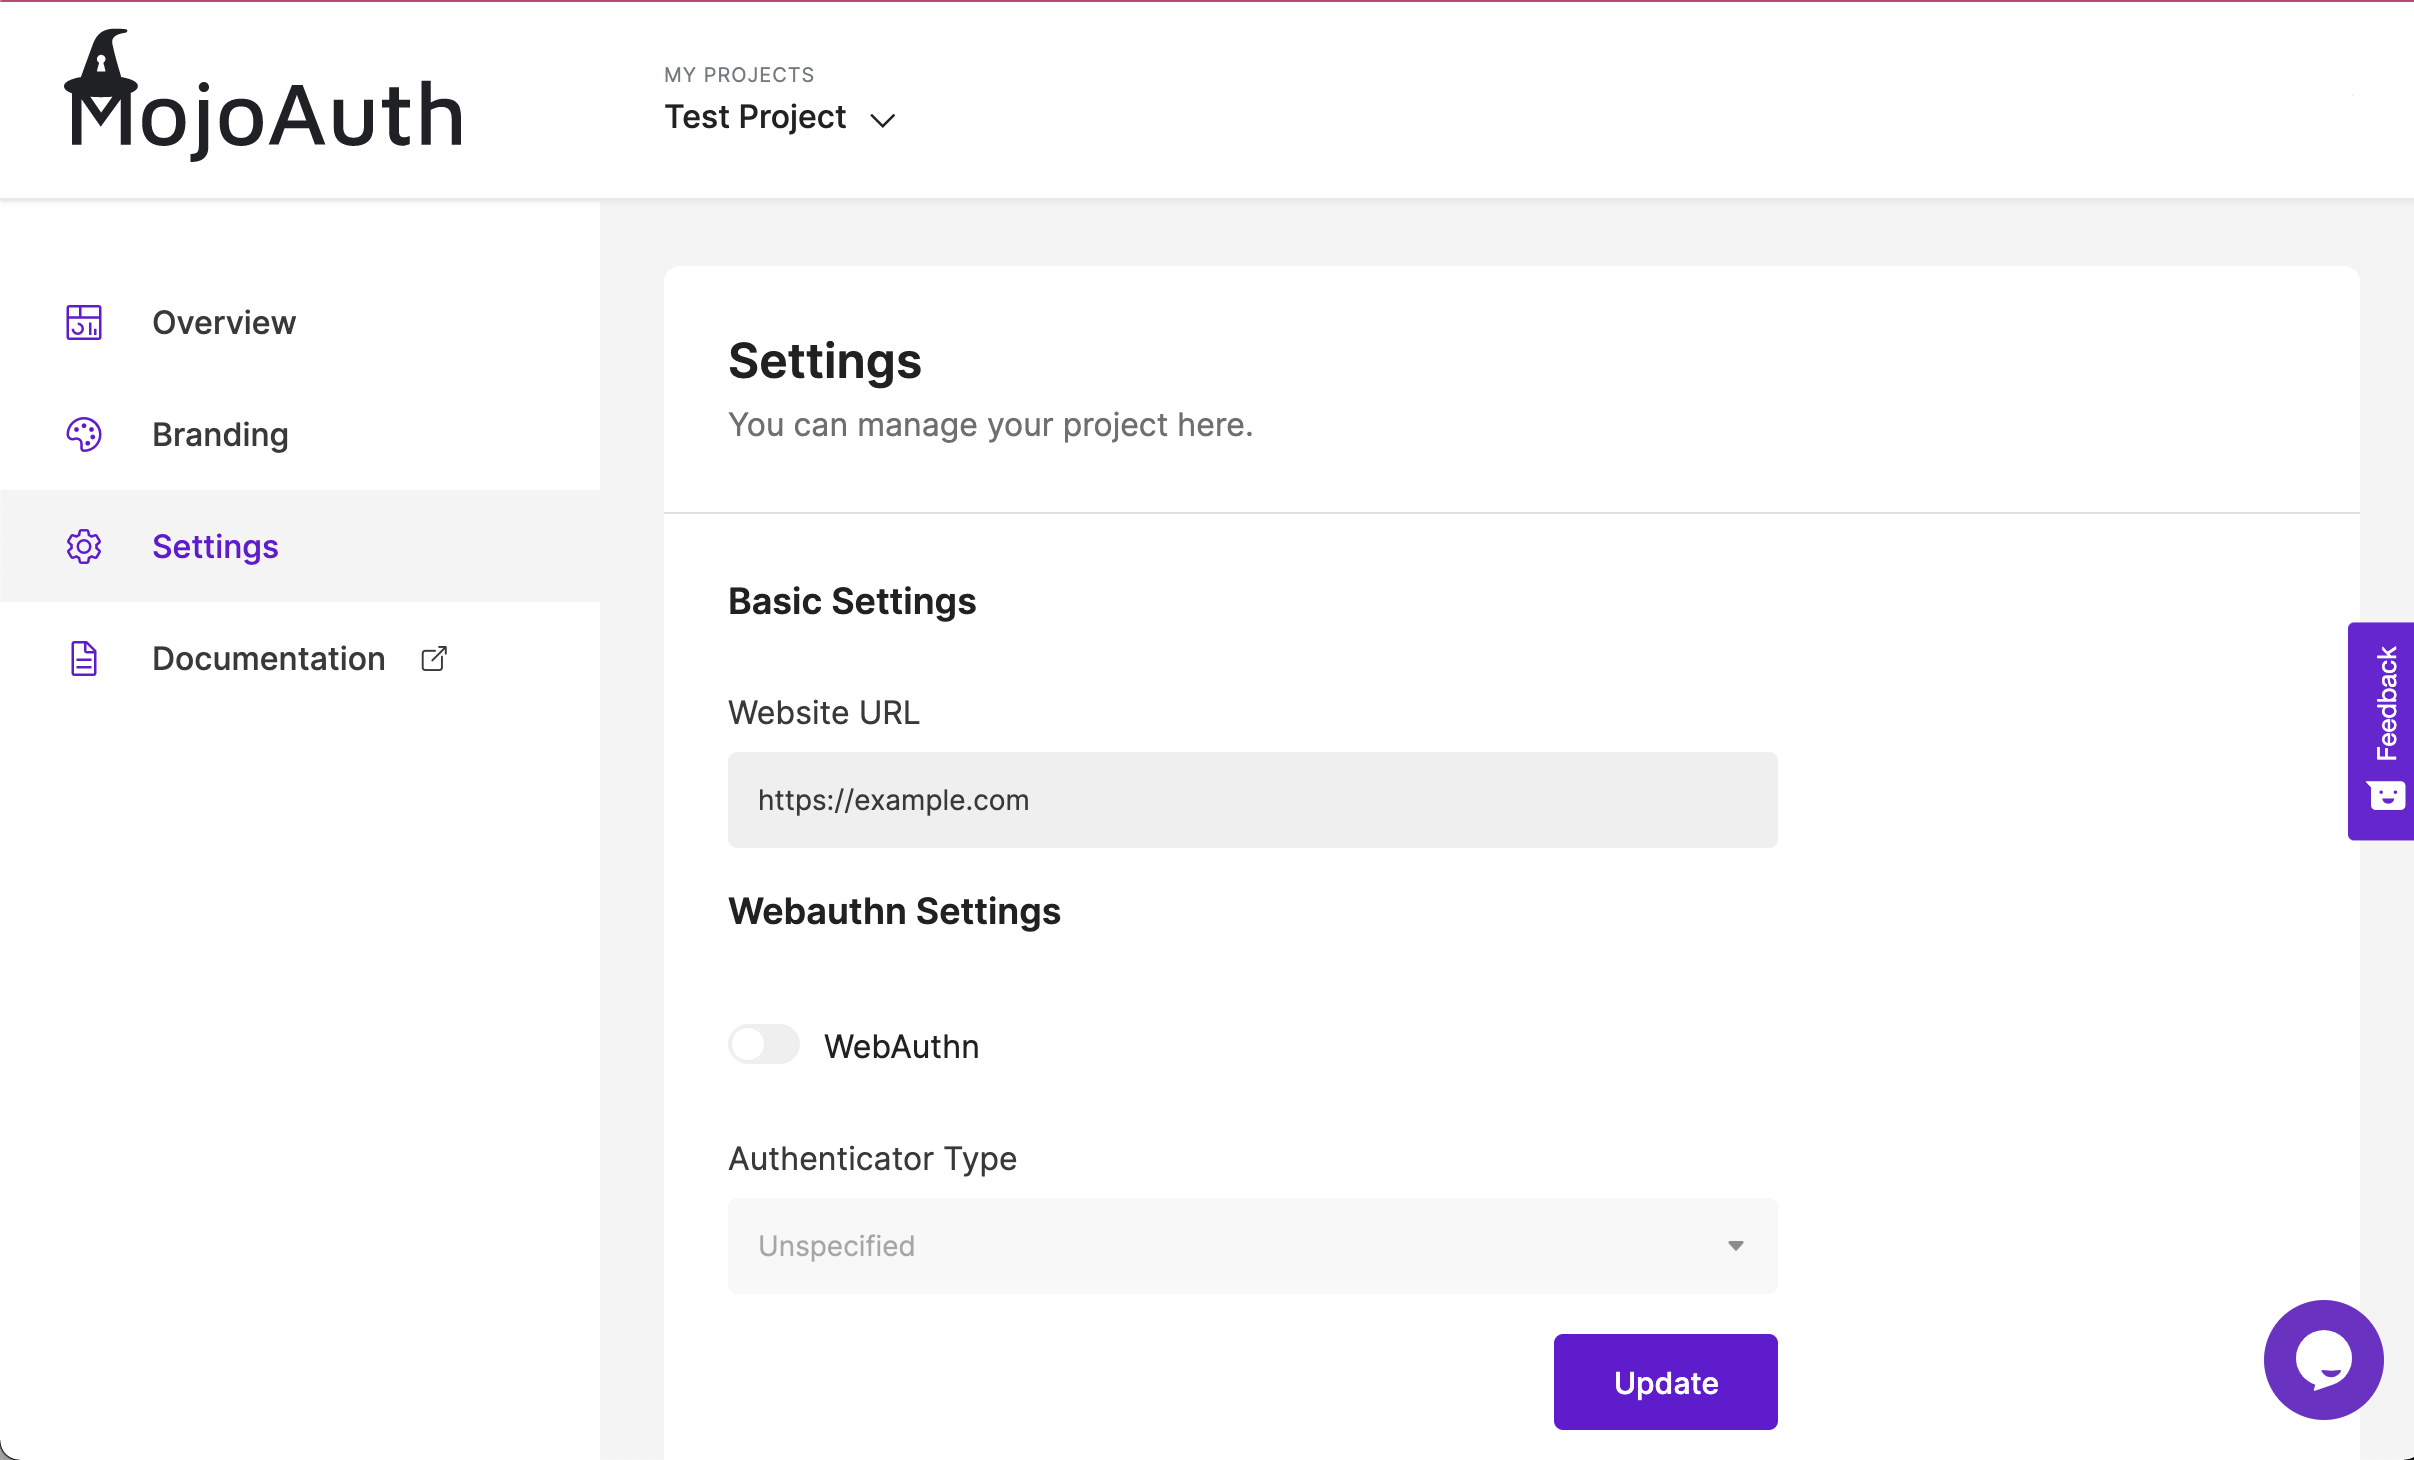 MojoAuth
MY PROJECTS
Test Project
Overview
Branding
Settings
Documentation
Settings
You can manage your project here.
Basic Settings
Website URL
https://example.com
Webauthn Settings
WebAuthn
Authenticator Type
Unspecified
Update
Feedback